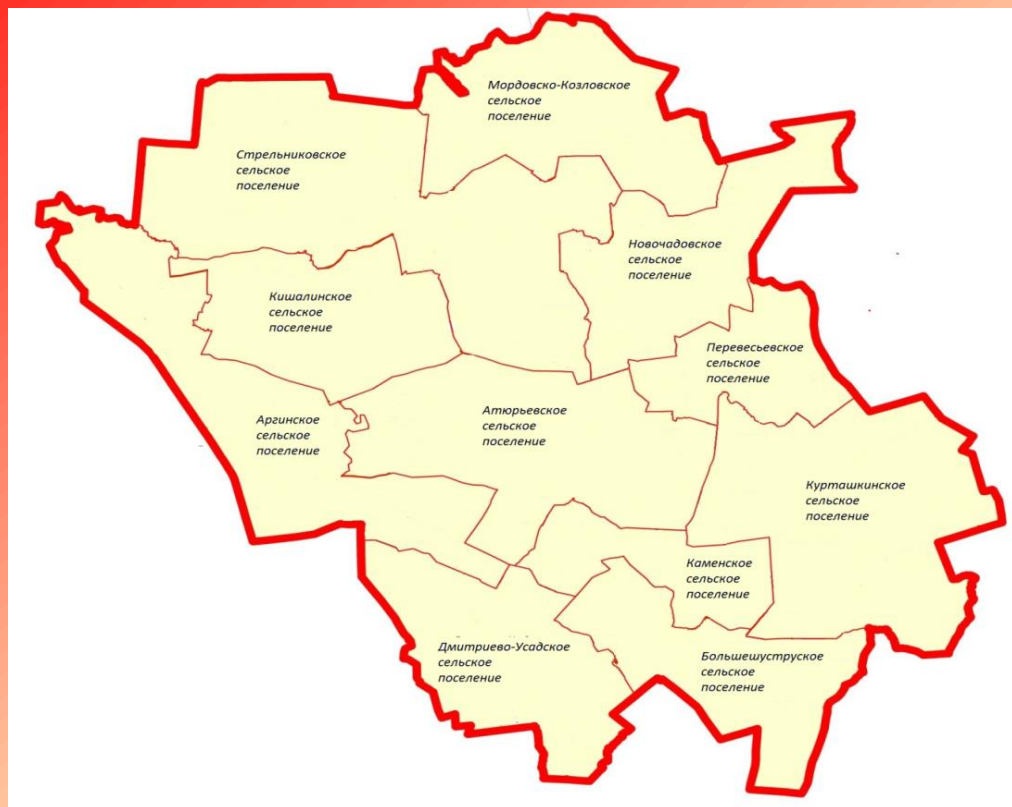 Мордовско-Козловское
сельское
поселение
Стрельниковское
сельское
поселение
Новочадовское
сельское
поселение
Кишалинское
сельское
поселение
Перевесьевское
сельское
поселение
Аргинское
сельское
поселение
Атюрьевское
сельское
поселение
Курташкинское
сельское
поселение
Каменское
сельское
поселение
Дмитриево-Усадское
сельское
поселение
Большешуструское
сельское
поселение